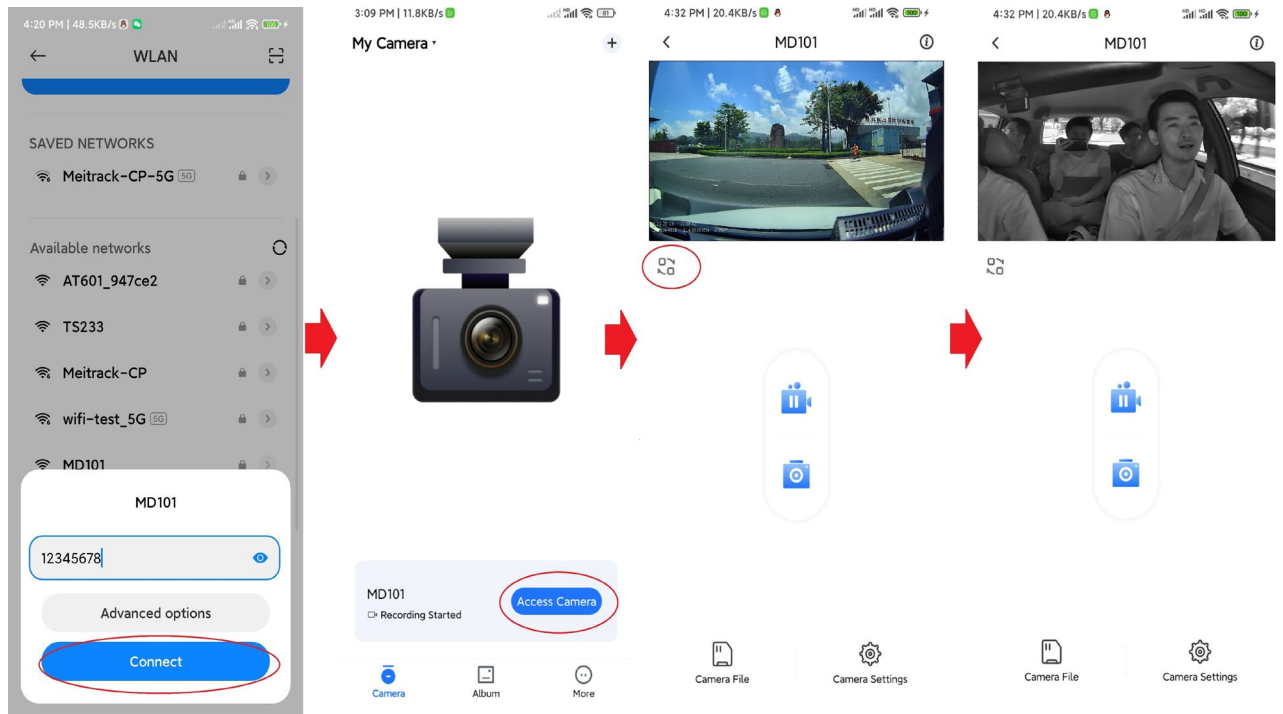 4:20 PM | 48.5KB/s
WLAN
SAVED NETWORKS
Meitrack-CP-5G 5G
Available networks
AT601_947ce2
TS233
Meitrack-CP
wifi-test_5G 5G
MD101
MD101
12345678
Advanced options
Connect
3:09 PM | 11.8KB/s
My Camera
MD101
Recording Started
Access Camera
Camera
Album
More
4:32 PM | 20.4KB/s
MD101
Camera File
Camera Settings
4:32 PM | 20.4KB/s
MD101
Camera File
Camera Settings